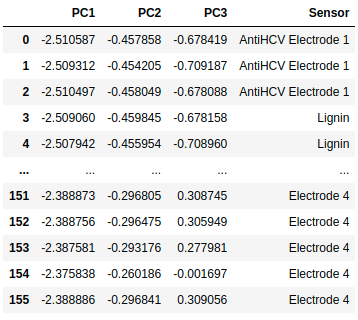 PC1 PC2 PC3 Sensor
0 -2.510587 -0.457858 -0.678419 AntiHCV Electrode 1
1 -2.509312 -0.454205 -0.709187 AntiHCV Electrode 1
2 -2.510497 -0.458049 -0.678088 AntiHCV Electrode 1
3 -2.509060 -0.459845 -0.678158 Lignin
4 -2.507942 -0.455954 -0.708960 Lignin
... ... ... ... ...
151 -2.388873 -0.296805 0.308745 Electrode 4
152 -2.388756 -0.296475 0.305949 Electrode 4
153 -2.387581 -0.293176 0.277981 Electrode 4
154 -2.375838 -0.260186 -0.001697 Electrode 4
155 -2.388886 -0.296841 0.309056 Electrode 4